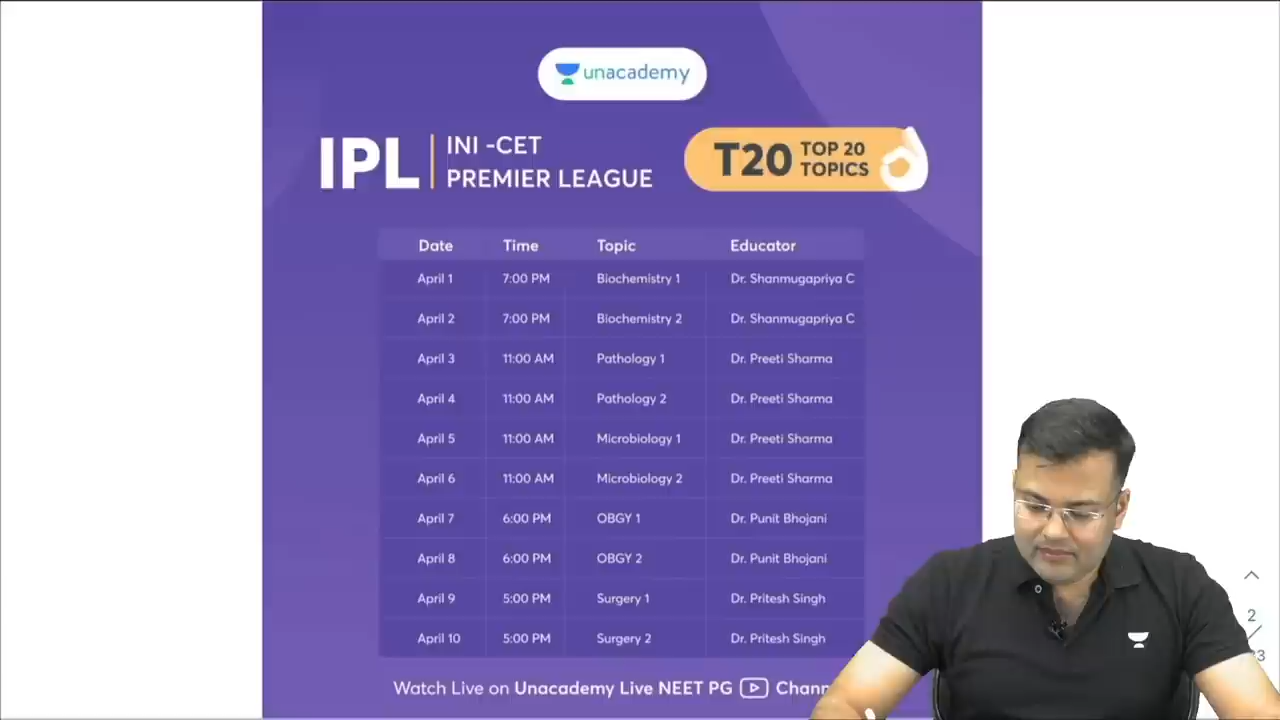 unacademy
IPL INI -CET PREMIER LEAGUE
T20 TOP 20 TOPICS
Date Time Topic Educator
April 1 7:00 PM Biochemistry 1 Dr. Shanmugapriya C
April 2 7:00 PM Biochemistry 2 Dr. Shanmugapriya C
April 3 11:00 AM Pathology 1 Dr. Preeti Sharma
April 4 11:00 AM Pathology 2 Dr. Preeti Sharma
April 5 11:00 AM Microbiology 1 Dr. Preeti Sharma
April 6 11:00 AM Microbiology 2 Dr. Preeti Sharma
April 7 6:00 PM OBGY 1 Dr. Punit Bhojani
April 8 6:00 PM OBGY 2 Dr. Punit Bhojani
April 9 5:00 PM Surgery 1 Dr. Pritesh Singh
April 10 5:00 PM Surgery 2 Dr. Pritesh Singh
Watch Live on Unacademy Live NEET PG
2